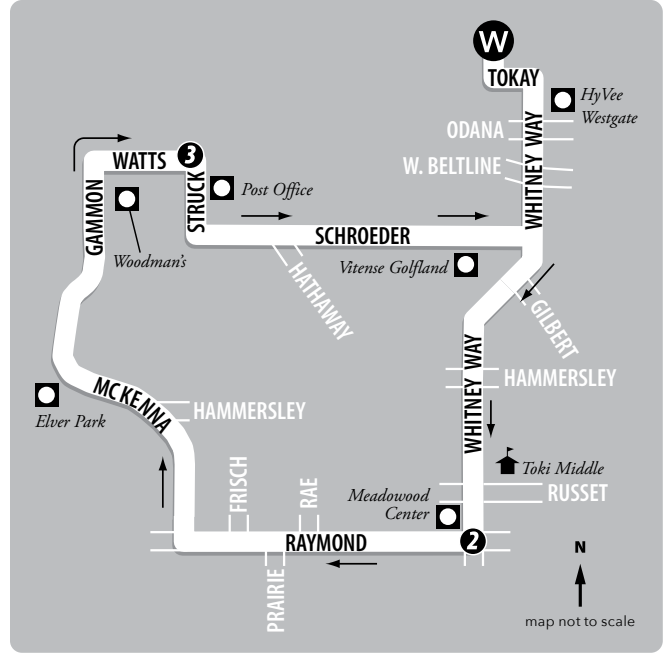 W
TOKAY
HyVee
Westgate
ODANA
WHITNEY WAY
W. BELTLINE
WATTS
3
STRUCK
Post Office
GAMMON
Woodman's
SCHROEDER
HATHAWAY
Vitense Golfland
GILBERT
WHITNEY WAY
HAMMERSLEY
MCKENNA
Elver Park
HAMMERSLEY
Toki Middle
FRISCH
RAE
Meadowood
Center
RUSSET
RAYMOND
2
PRAIRIE
N
map not to scale